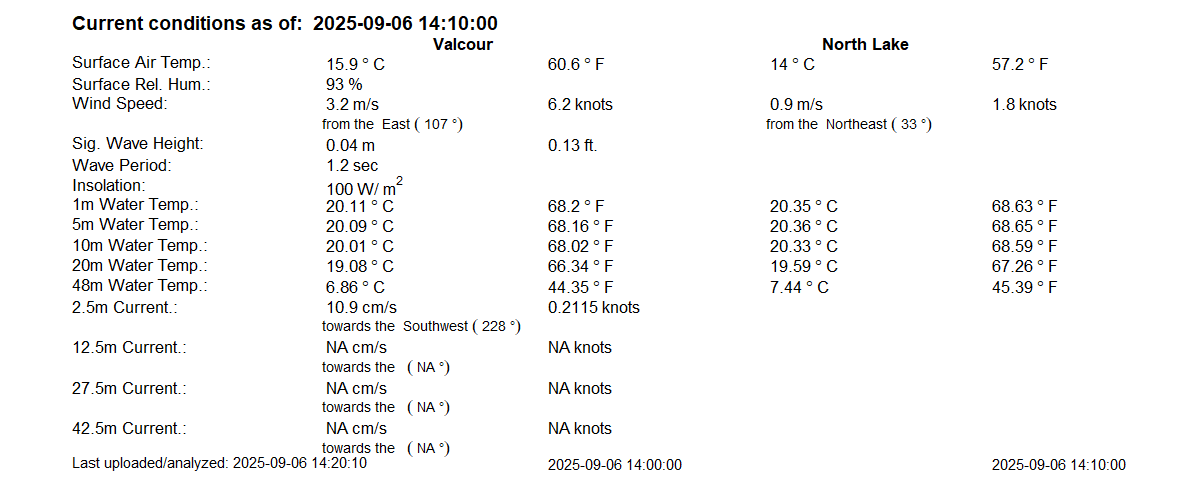 Current conditions as of: 2025-09-06 14:10:00
Valcour North Lake
Surface Air Temp.: 15.9 ° C 60.6 ° F 14 ° C 57.2 ° F
Surface Rel. Hum.: 93 %
Wind Speed: 3.2 m/s 6.2 knots 0.9 m/s 1.8 knots
from the East ( 107 °) from the Northeast ( 33 °)
Sig. Wave Height: 0.04 m 0.13 ft.
Wave Period: 1.2 sec
Insolation: 100 W/ m2
1m Water Temp.: 20.11 ° C 68.2 ° F 20.35 ° C 68.63 ° F
5m Water Temp.: 20.09 ° C 68.16 ° F 20.36 ° C 68.65 ° F
10m Water Temp.: 20.01 ° C 68.02 ° F 20.33 ° C 68.59 ° F
20m Water Temp.: 19.08 ° C 66.34 ° F 19.59 ° C 67.26 ° F
48m Water Temp.: 6.86 ° C 44.35 ° F 7.44 ° C 45.39 ° F
2.5m Current.: 10.9 cm/s 0.2115 knots
towards the Southwest ( 228 °)
12.5m Current.: NA cm/s NA knots
towards the ( NA °)
27.5m Current.: NA cm/s NA knots
towards the ( NA °)
42.5m Current.: NA cm/s NA knots
towards the ( NA °)
Last uploaded/analyzed: 2025-09-06 14:20:10 2025-09-06 14:00:00 2025-09-06 14:10:00